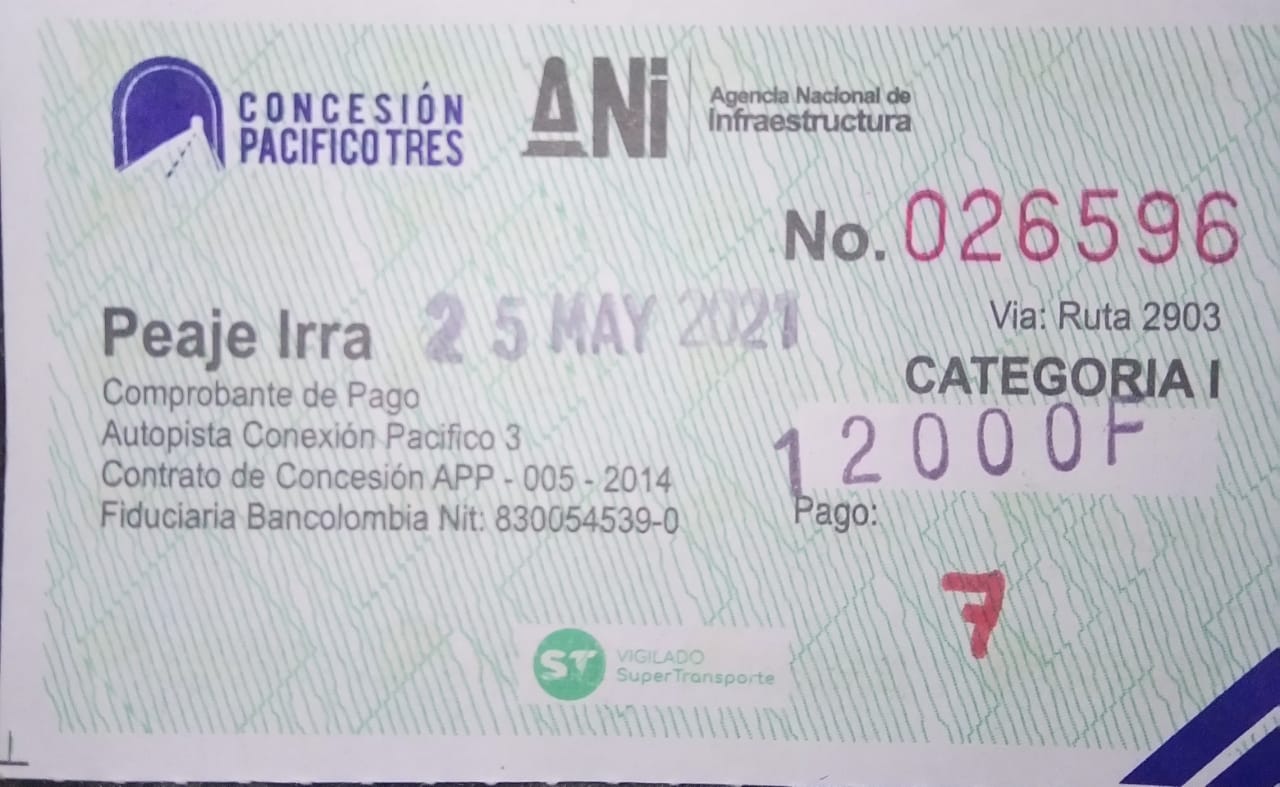 CONCESIÓN
PACIFICO TRES
ANi
Agencia Nacional de
Infraestructura
No. 026596
Peaje Irra 25 MAY 2021
Via: Ruta 2903
CATEGORIA I
Comprobante de Pago
Autopista Conexión Pacifico 3
12000F
Contrato de Concesión APP - 005 - 2014
Pago:
Fiduciaria Bancolombia Nit: 830054539-0
7
ST VIGILADO
SuperTransporte